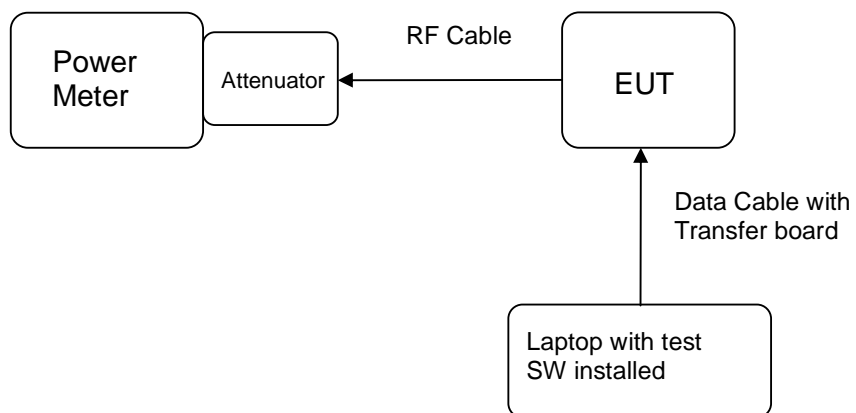 Power
Meter
Attenuator
RF Cable
EUT
Data Cable with
Transfer board
Laptop with test
SW installed